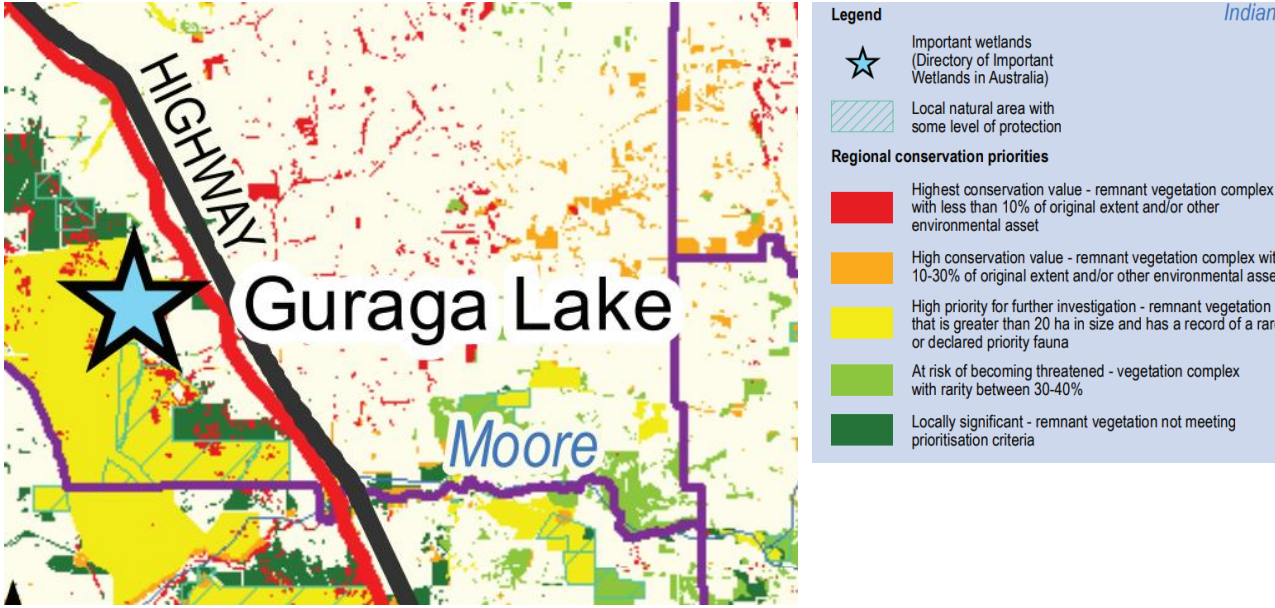 HIGHWAY
Guraga Lake
Moore
Legend
Indian
Important wetlands
(Directory of Important
Wetlands in Australia)
Local natural area with
some level of protection
Regional conservation priorities
Highest conservation value - remnant vegetation complex
with less than 10% of original extent and/or other
environmental asset
High conservation value - remnant vegetation complex wit
10-30% of original extent and/or other environmental asse
High priority for further investigation - remnant vegetation
that is greater than 20 ha in size and has a record of a rar
or declared priority fauna
At risk of becoming threatened - vegetation complex
with rarity between 30-40%
Locally significant - remnant vegetation not meeting
prioritisation criteria